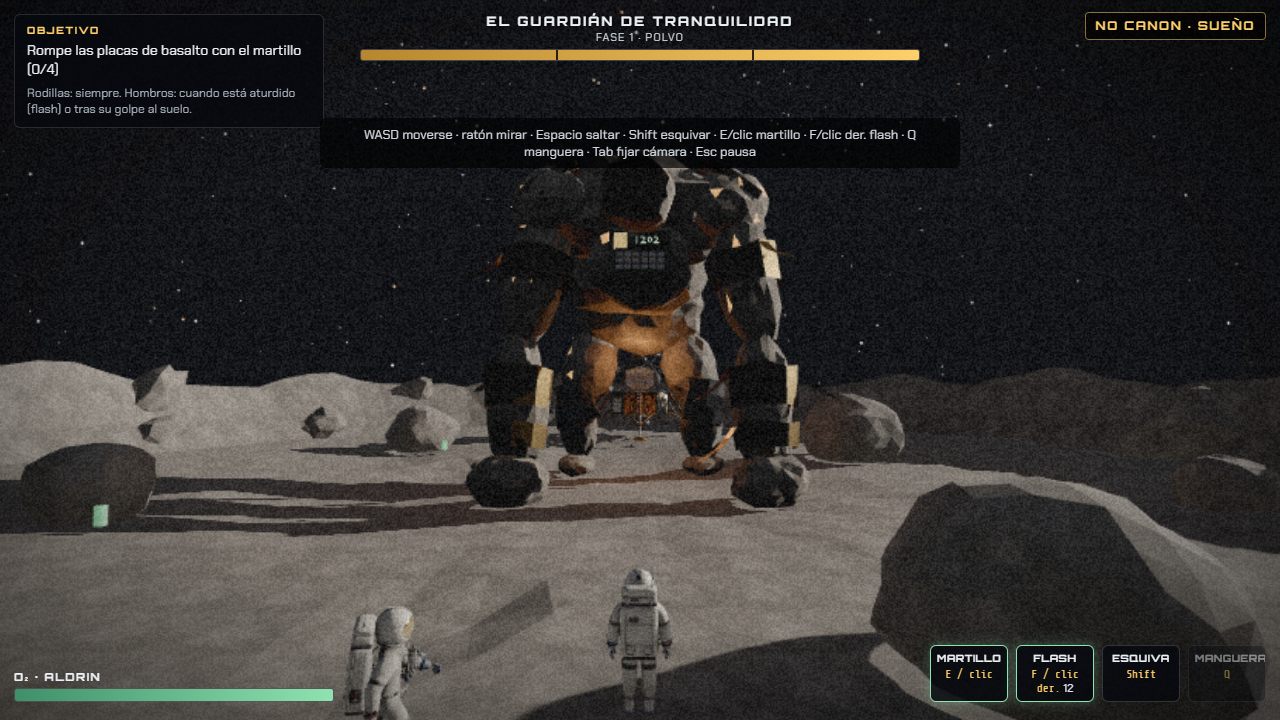 OBJETIVO
Rompe las placas de basalto con el martillo
(0/4)
Rodillas: siempre. Hombros: cuando está aturdido
(flash) o tras su golpe al suelo.
EL GUARDIÁN DE TRANQUILIDAD
FASE 1 · POLVO
NO CANON · SUEÑO
WASD moverse · ratón mirar · Espacio saltar · Shift esquivar · E/clic martillo · F/clic der. flash · Q
manguera · Tab fijar cámara · Esc pausa
1202
O₂ · ALDRIN
MARTILLO
E / clic
FLASH
F / clic
der. 12
ESQUIVA
Shift
MANGUERA
Q